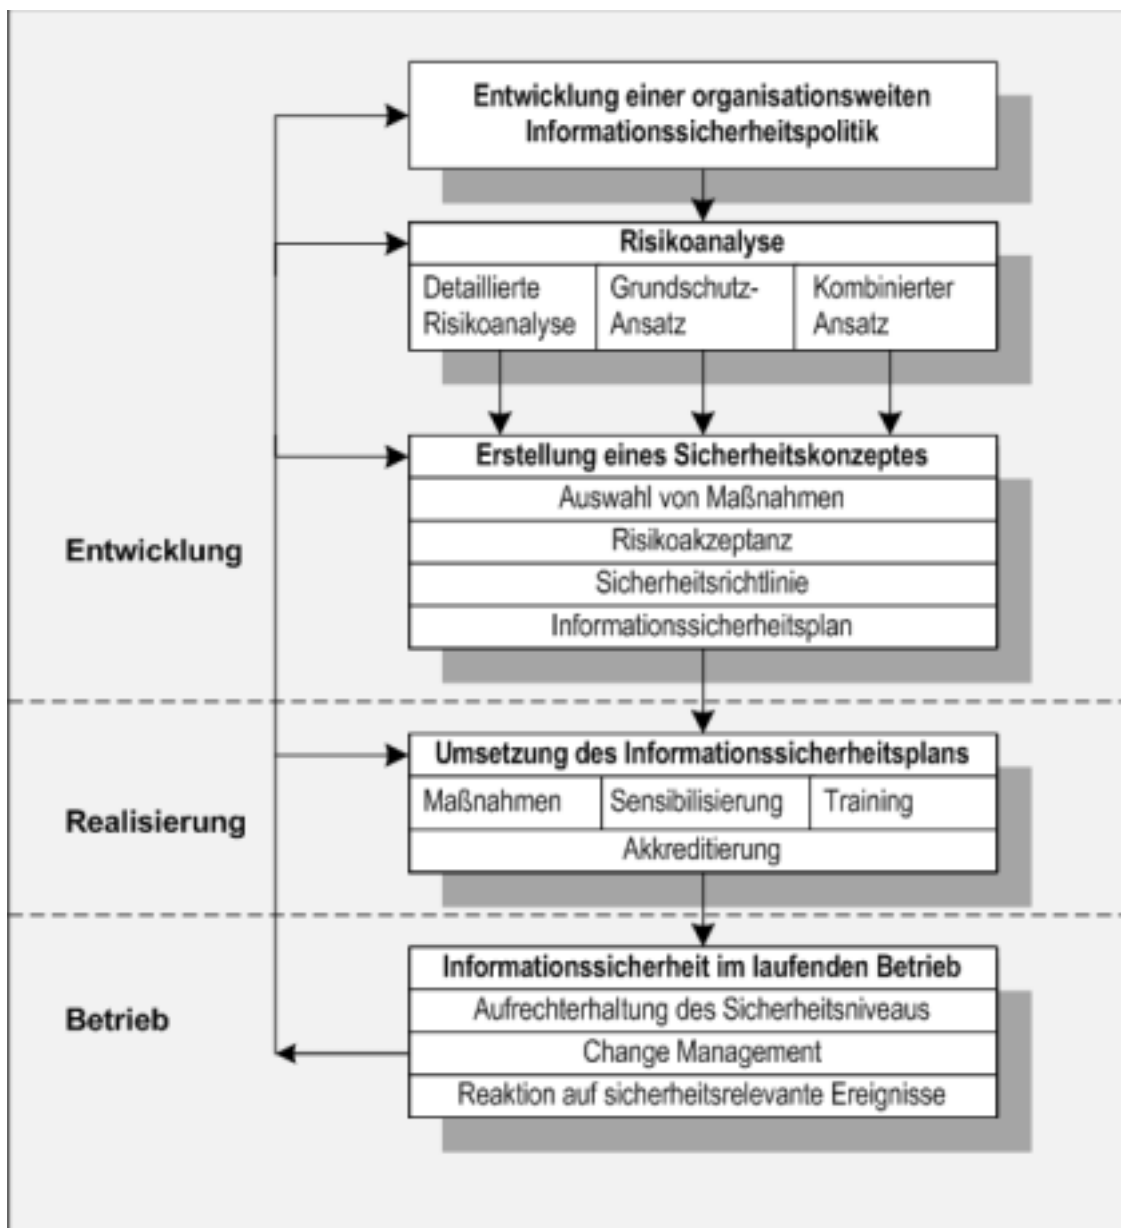 Entwicklung einer organisationsweiten
Informationssicherheitspolitik
Risikoanalyse
Detaillierte
Risikoanalyse
Grundschutz-
Ansatz
Kombinierter
Ansatz
Erstellung eines Sicherheitskonzeptes
Auswahl von Maßnahmen
Risikoakzeptanz
Sicherheitsrichtlinie
Informationssicherheitsplan
Entwicklung
Umsetzung des Informationssicherheitsplans
Maßnahmen
Sensibilisierung
Training
Akkreditierung
Realisierung
Informationssicherheit im laufenden Betrieb
Aufrechterhaltung des Sicherheitsniveaus
Change Management
Reaktion auf sicherheitsrelevante Ereignisse
Betrieb